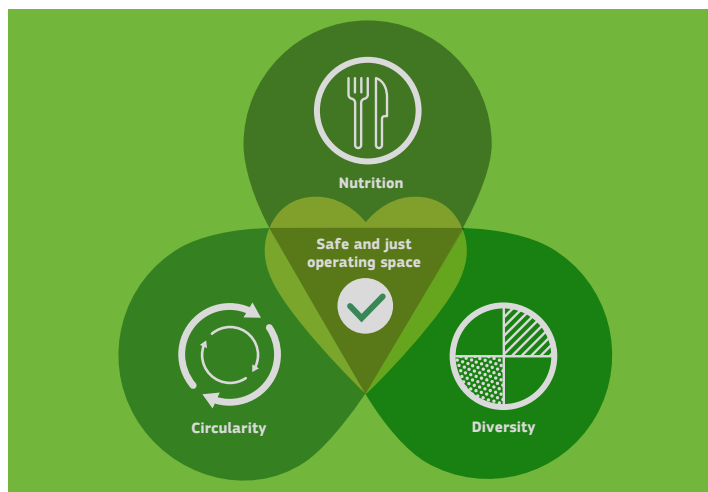 Nutrition
Safe and just
operating space
Circularity
Diversity